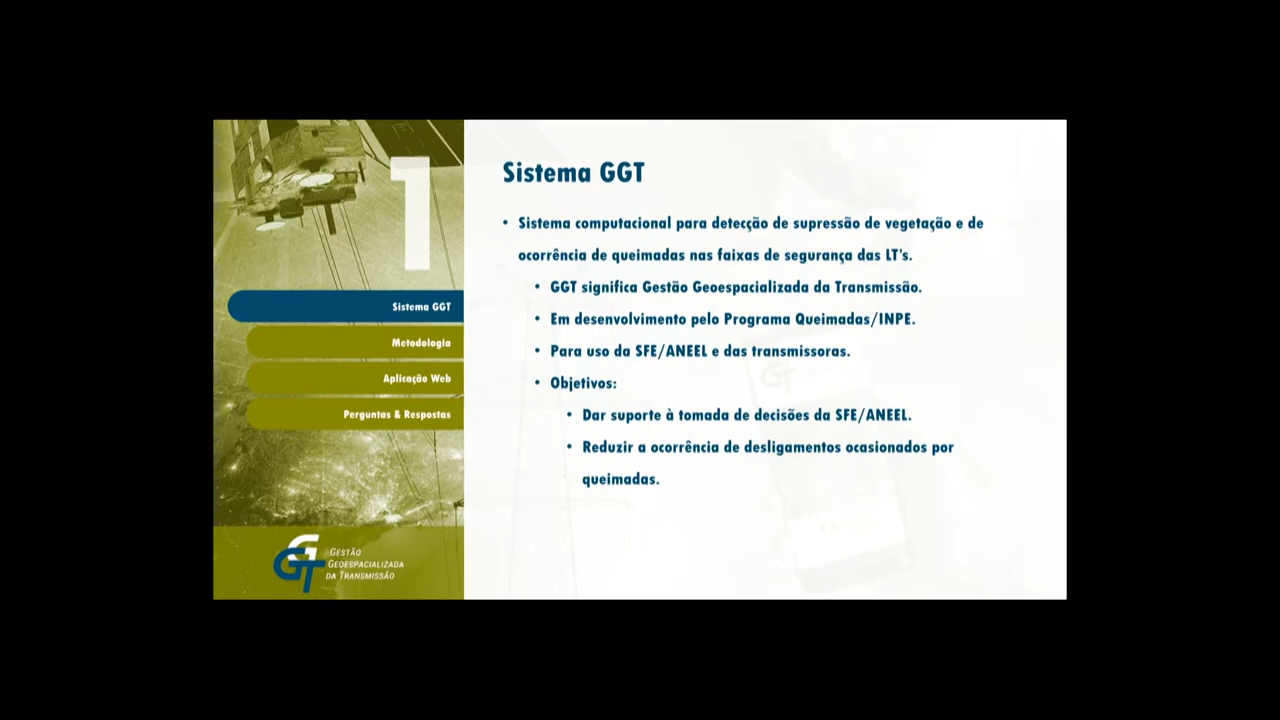 1
Sistema GGT
Metodologia
Aplicação Web
Perguntas & Respostas
GGT
GESTÃO
GEOESPACIALIZADA
DA TRANSMISSÃO
Sistema GGT
• Sistema computacional para detecção de supressão de vegetação e de
ocorrência de queimadas nas faixas de segurança das LT's.
• GGT significa Gestão Geoespacializada da Transmissão.
• Em desenvolvimento pelo Programa Queimadas/INPE.
• Para uso da SFE/ANEEL e das transmissoras.
• Objetivos:
• Dar suporte à tomada de decisões da SFE/ANEEL.
• Reduzir a ocorrência de desligamentos ocasionados por
queimadas.